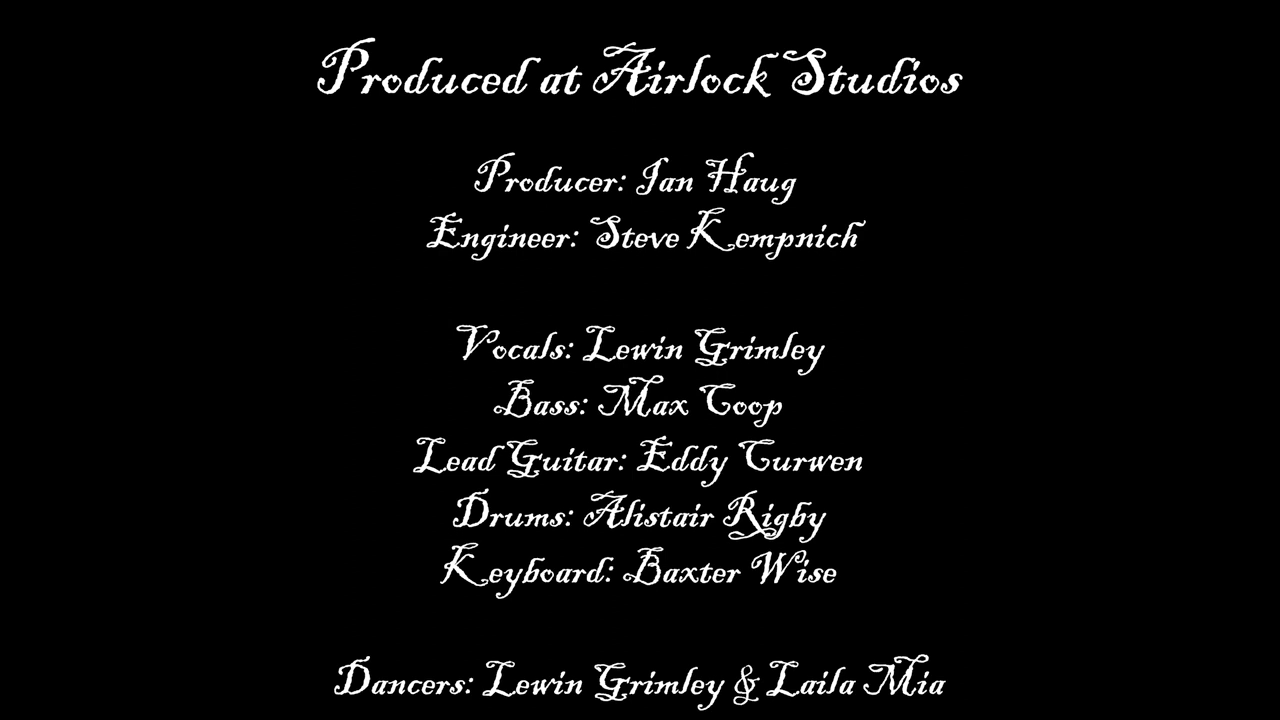 Produced at Airlock Studios
Producer: Ian Haug
Engineer: Steve Kempnich
Vocals: Lewin Grimley
Bass: Max Coop
Lead Guitar: Eddy Curwen
Drums: Alistair Rigby
Keyboard: Baxter Wise
Dancers: Lewin Grimley & Laila Mia